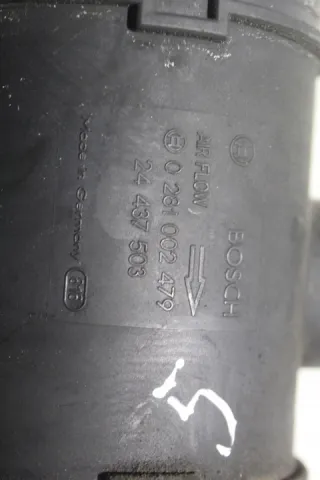 BOSCH
AIR FLOW
0 281 002 479
24 437 503
Made in Germany
5